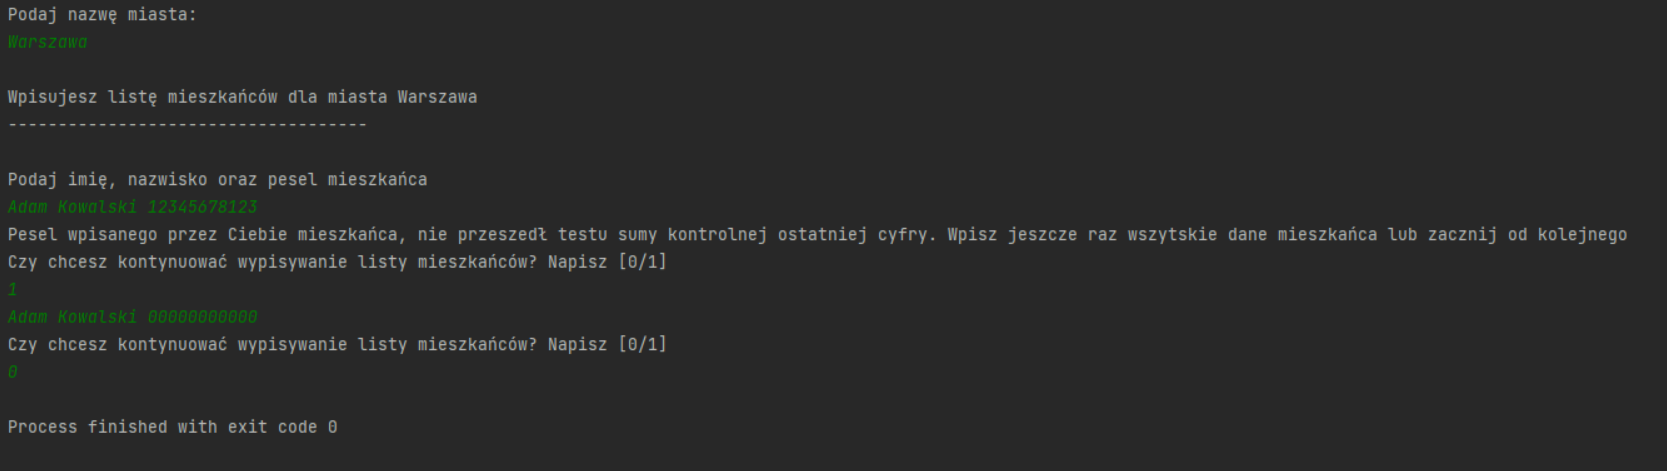 Podaj nazwę miasta:
Warszawa
Wpisujesz listę mieszkańców dla miasta Warszawa
------------------------------------
Podaj imię, nazwisko oraz pesel mieszkańca
Adam Kowalski 12345678123
Pesel wpisanego przez Ciebie mieszkańca, nie przeszedł testu sumy kontrolnej ostatniej cyfry. Wpisz jeszcze raz wszytskie dane mieszkańca lub zacznij od kolejnego
Czy chcesz kontynuować wypisywanie listy mieszkańców? Napisz [0/1]
1
Adam Kowalski 00000000000
Czy chcesz kontynuować wypisywanie listy mieszkańców? Napisz [0/1]
0
Process finished with exit code 0